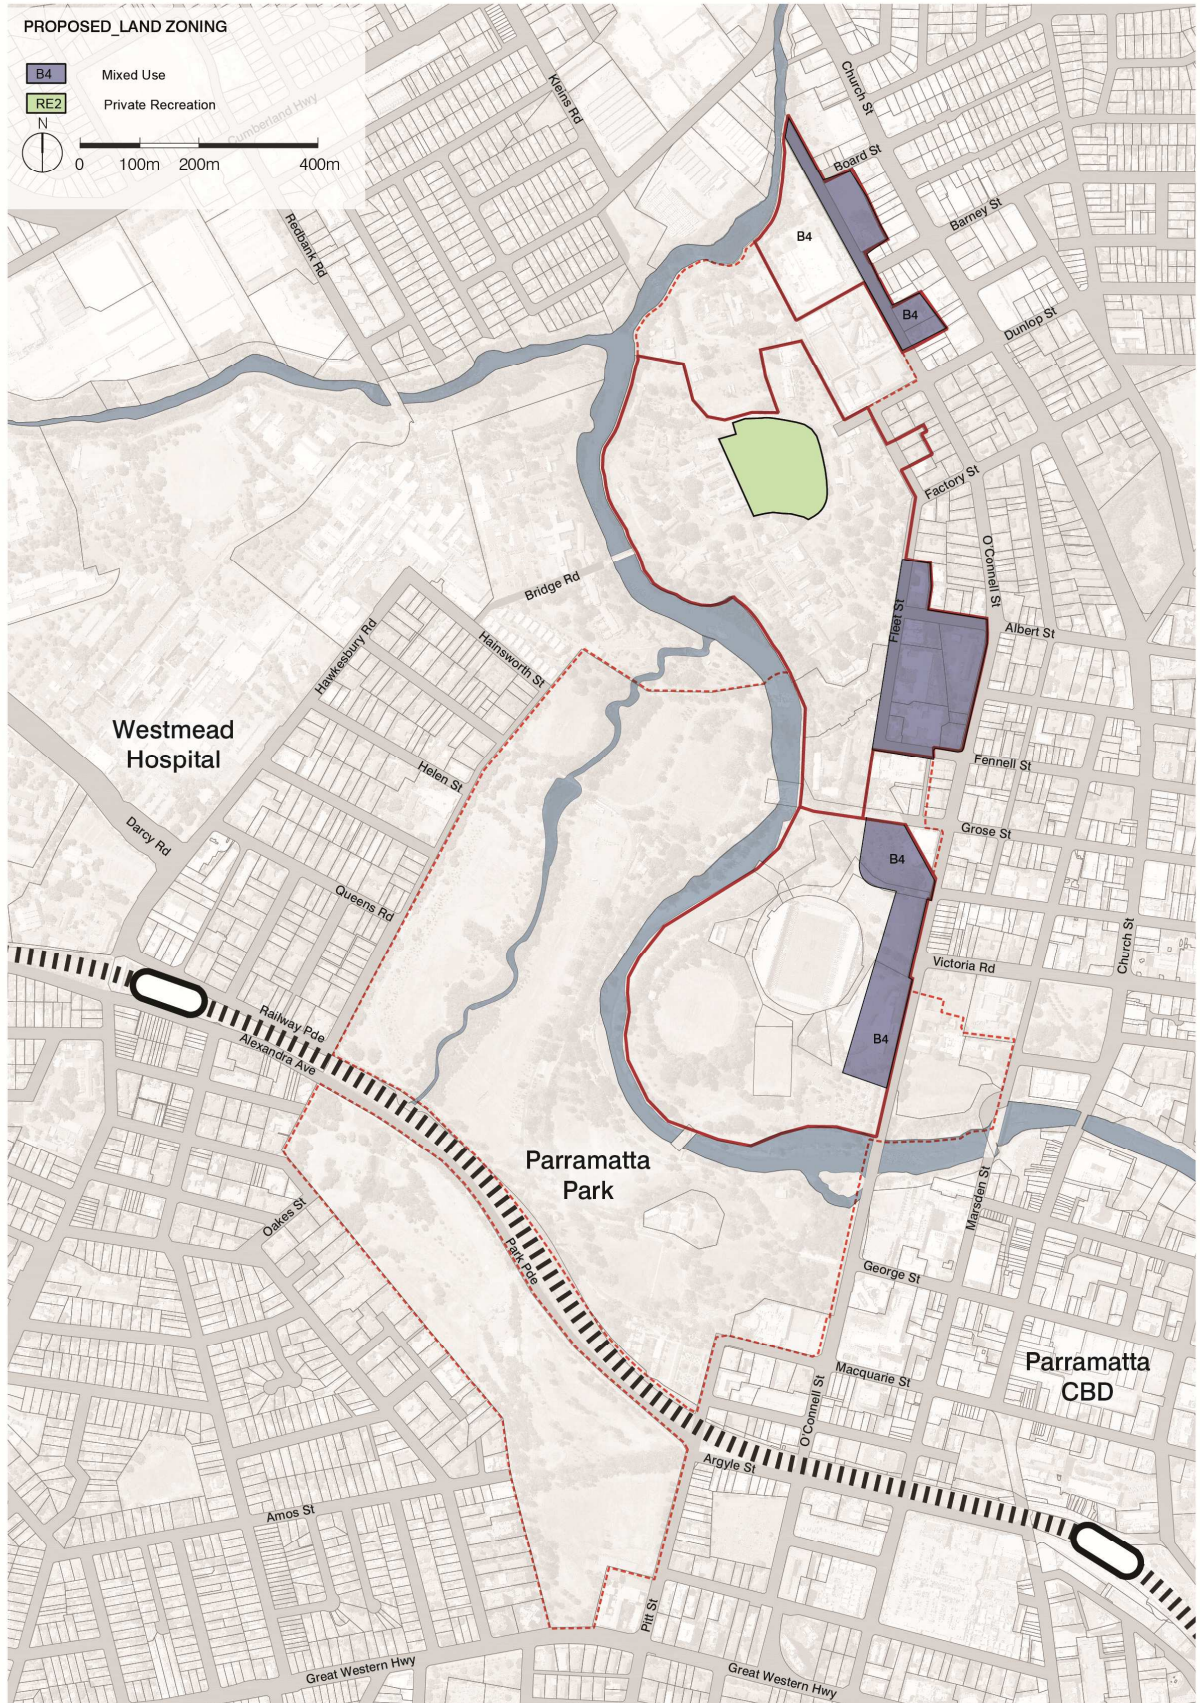 PROPOSED_LAND ZONING
B4
Mixed Use
RE2
Private Recreation
N
0
100m
200m
400m
Cumberland Hwy
Kleins Rd
Church St
Board St
Barney St
Redbank Rd
B4
B4
Dunlop St
Factory St
O'Connell St
Bridge Rd
Fleet St
Albert St
Hawkesbury Rd
Hainsworth St
Westmead
Hospital
Helen St
Fennell St
Darcy Rd
Grose St
B4
Queens Rd
Church St
Victoria Rd
Railway Pde
Alexandra Ave
B4
Parramatta
Park
Marsden St
Oakes St
Park Pde
George St
Parramatta
CBD
Macquarie St
O'Connell St
Argyle St
Amos St
Pitt St
Great Western Hwy
Great Western Hwy